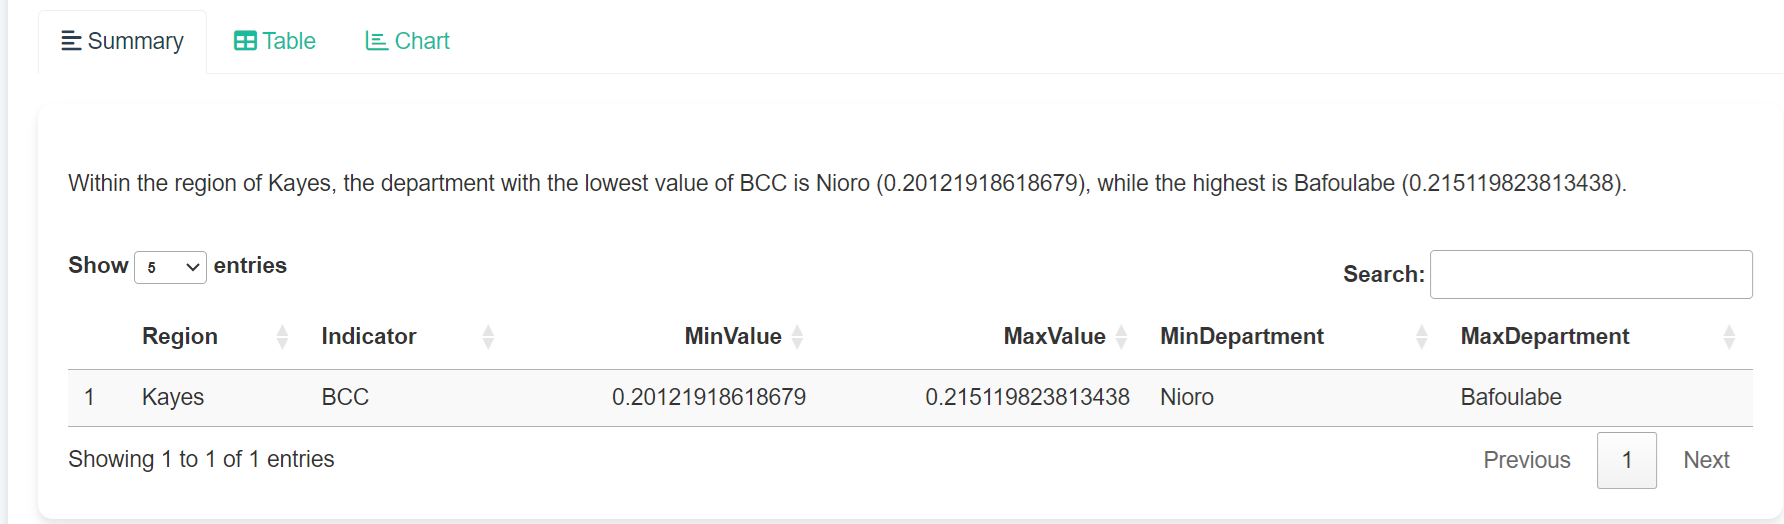 Summary Table Chart
Within the region of Kayes, the department with the lowest value of BCC is Nioro (0.20121918618679), while the highest is Bafoulabe (0.215119823813438).
Show 5 entries
Search:
Region Indicator MinValue MaxValue MinDepartment MaxDepartment
1 Kayes BCC 0.20121918618679 0.215119823813438 Nioro Bafoulabe
Showing 1 to 1 of 1 entries
Previous 1 Next